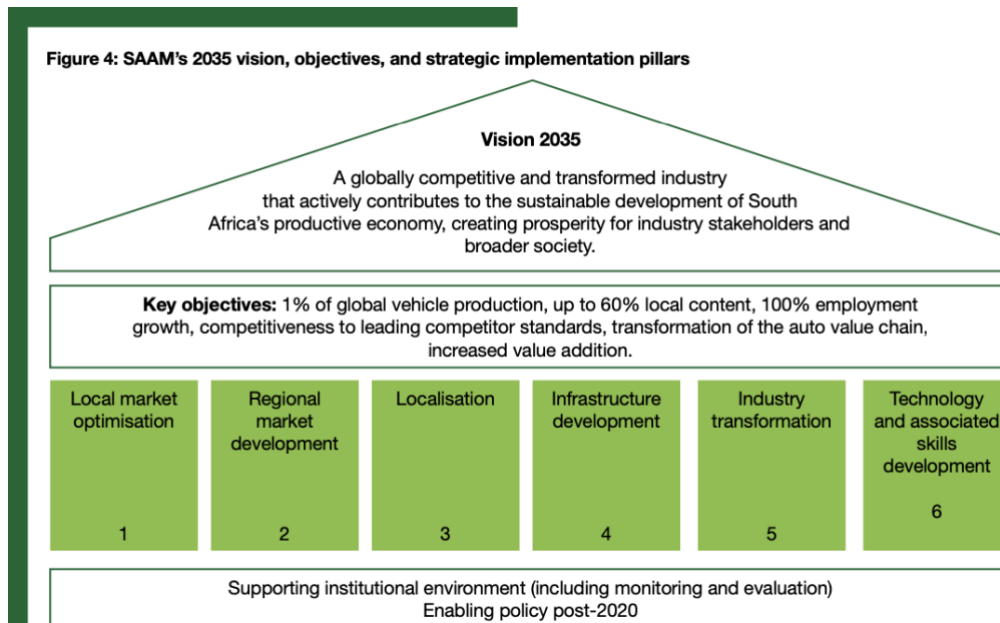 Figure 4: SAAM's 2035 vision, objectives, and strategic implementation pillars
Vision 2035
A globally competitive and transformed industry
that actively contributes to the sustainable development of South
Africa's productive economy, creating prosperity for industry stakeholders and
broader society.
Key objectives: 1% of global vehicle production, up to 60% local content, 100% employment
growth, competitiveness to leading competitor standards, transformation of the auto value chain,
increased value addition.
Local market
optimisation
1
Regional
market
development
2
Localisation
3
Infrastructure
development
4
Industry
transformation
5
Technology
and associated
skills
development
6
Supporting institutional environment (including monitoring and evaluation)
Enabling policy post-2020